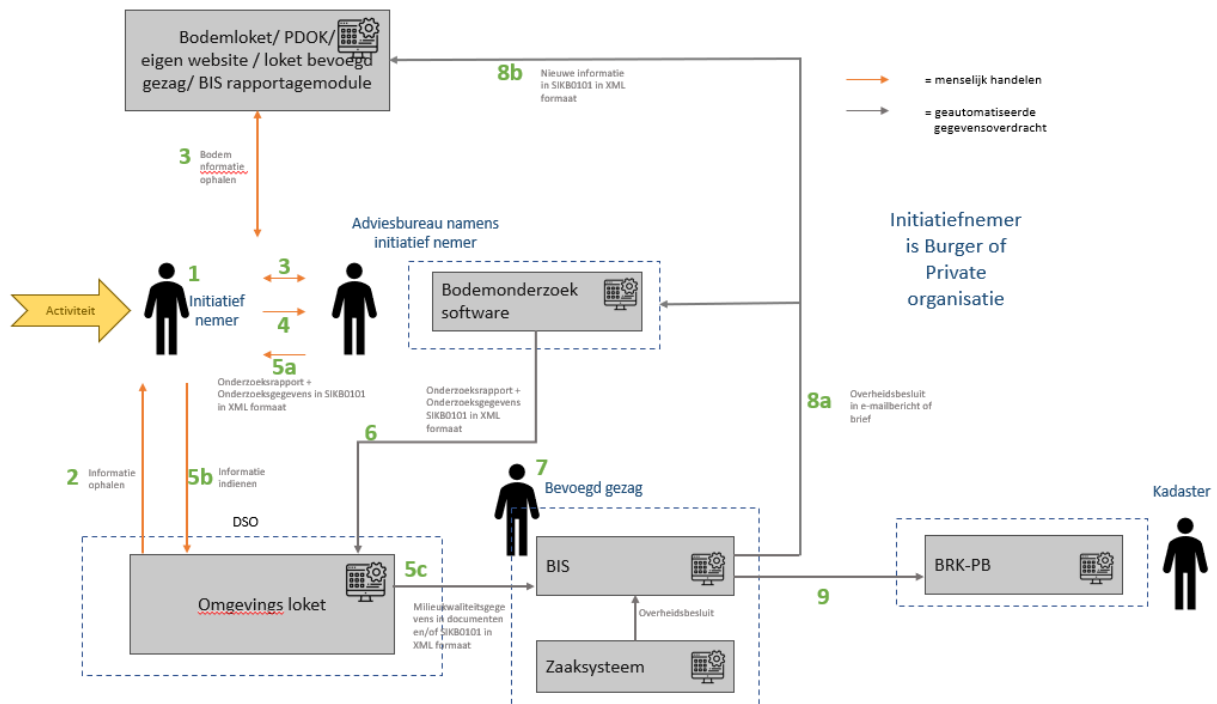 Bodemloket/ PDOK/
eigen website / loket bevoegd
gezag/ BIS rapportagemodule
8b
Nieuwe informatie
in SIKB0101 in XML
formaat
= menselijk handelen
= geautomatiseerde
gegevensoverdracht
3
Bodem
nformatie
ophalen
Adviesbureau namens
initiatief nemer
Initiatiefnemer
is Burger of
Private
organisatie
Activiteit
1
Initiatief
nemer
3
4
5a
Bodemonderzoek
software
Onderzoeksrapport +
Onderzoeksgegevens in SIKB0101
in XML formaat
Onderzoeksrapport +
Onderzoeksgegevens
SIKB0101 in XML
formaat
8a
Overheidsbesluit
in e-mailbericht of
brief
6
2
Informatie
ophalen
5b
Informatie
indienen
7
Bevoegd gezag
Kadaster
DSO
Omgevings loket
5c
Milieukwaliteitsgege
vens in documenten
en/of SIKB0101 in
XML formaat
BIS
9
BRK-PB
Overheidsbesluit
Zaaksysteem